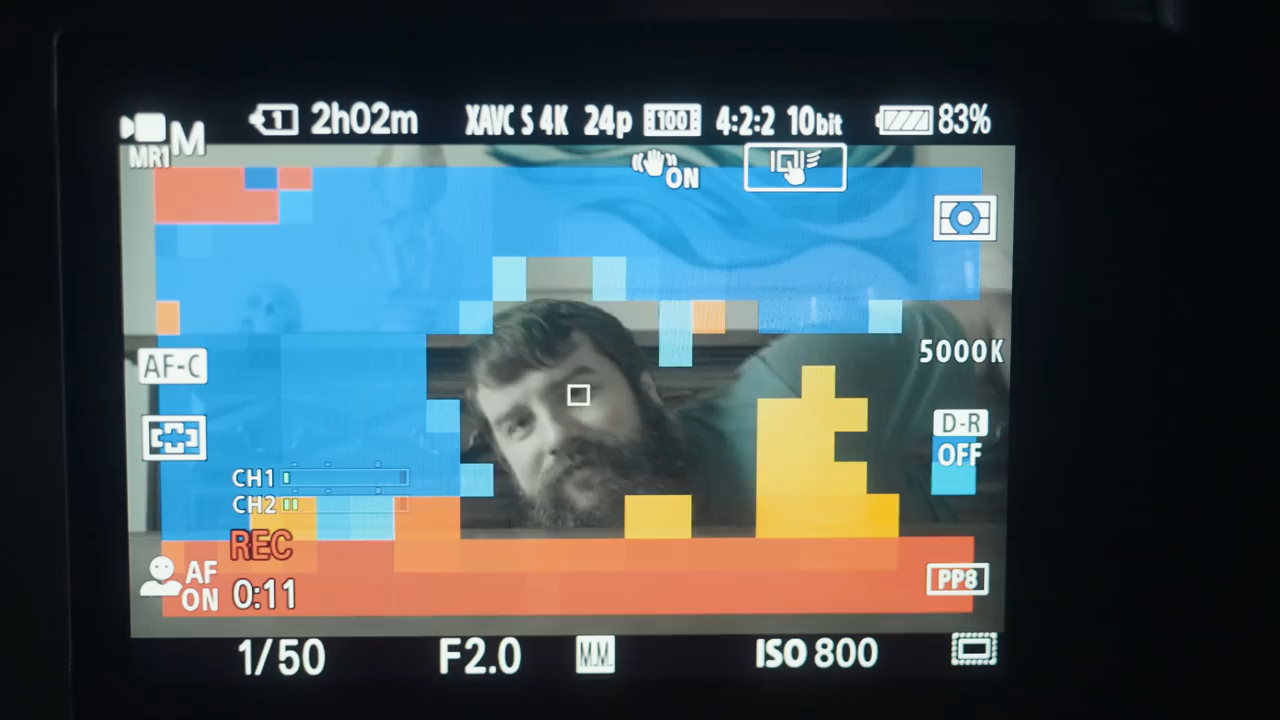 1 2h02m XAVC S 4K 24p 100 4:2:2 10bit 83%
M
MR1
ON
AF-C
5000K
D-R
OFF
CH1
CH2
REC
AF
ON
0:11
PP8
1/50 F2.0 M.M. ISO 800